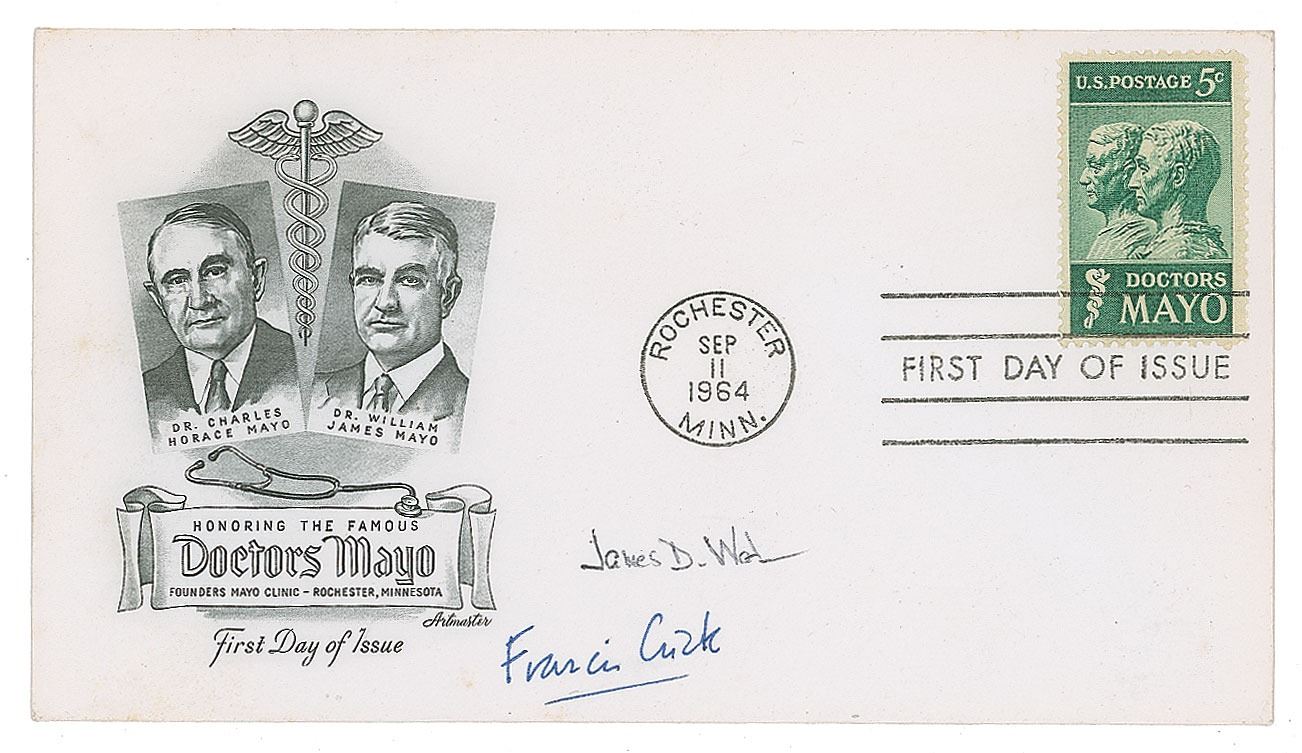 U.S.POSTAGE 5c
DOCTORS
MAYO
ROCHESTER
SEP
11
1964
MINN.
FIRST DAY OF ISSUE
DR. CHARLES
HORACE MAYO
DR. WILLIAM
JAMES MAYO
HONORING THE FAMOUS
Doctors Mayo
FOUNDERS MAYO CLINIC – ROCHESTER, MINNESOTA
Artmaster
First Day of Issue
James D. 
Francis Crick